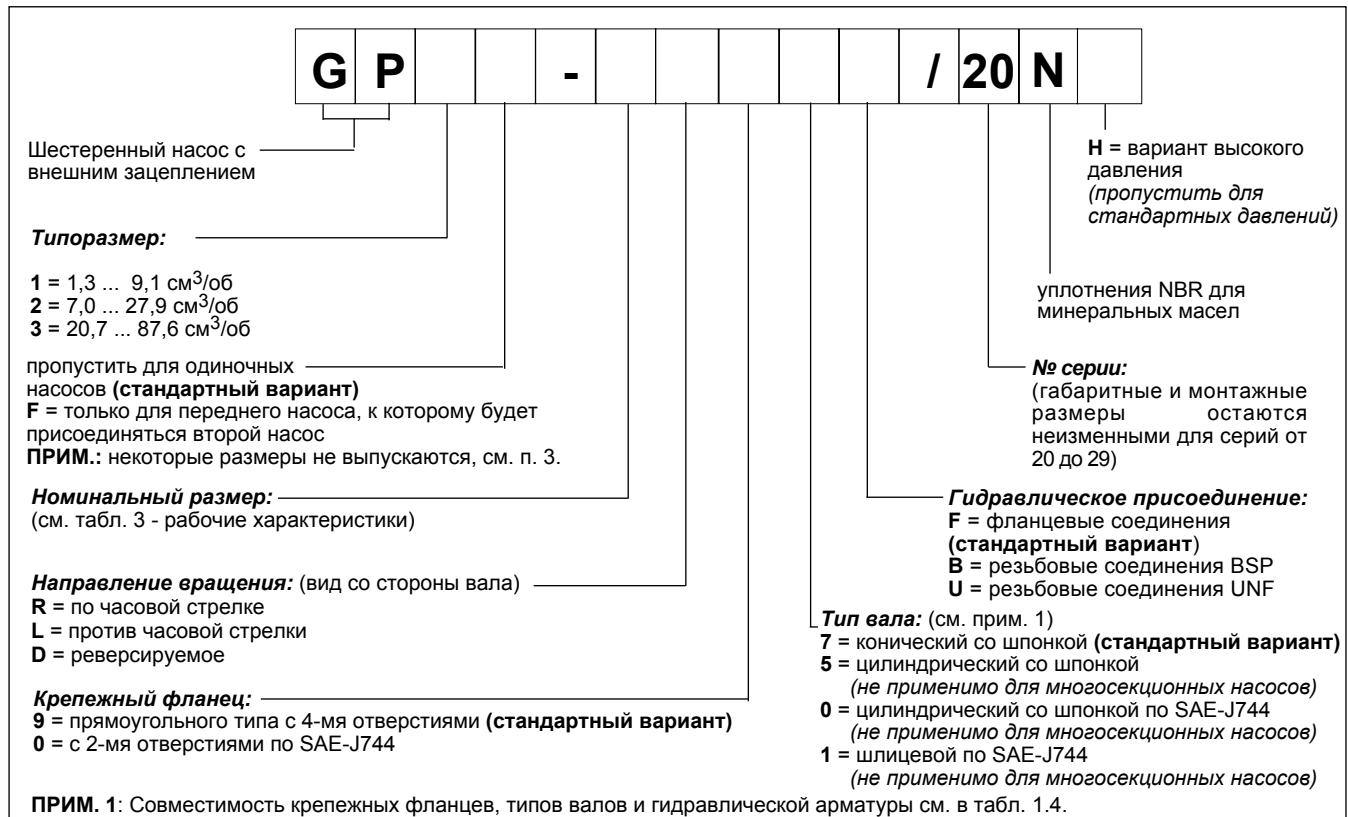 G P - / 20 N
Шестеренный насос с
внешним зацеплением
Типоразмер:
1 = 1,3 ... 9,1 см3/об
2 = 7,0 ... 27,9 см3/об
3 = 20,7 ... 87,6 см3/об
пропустить для одиночных
насосов (стандартный вариант)
F = только для переднего насоса, к которому будет
присоединяться второй насос
ПРИМ.: некоторые размеры не выпускаются, см. п. 3.
Номинальный размер:
(см. табл. 3 - рабочие характеристики)
Направление вращения: (вид со стороны вала)
R = по часовой стрелке
L = против часовой стрелки
D = реверсируемое
Крепежный фланец:
9 = прямоугольного типа с 4-мя отверстиями (стандартный вариант)
0 = с 2-мя отверстиями по SAE-J744
H = вариант высокого
давления
(пропустить для
стандартных давлений)
уплотнения NBR для
минеральных масел
№ серии:
(габаритные и монтажные
размеры остаются
неизменными для серий от
20 до 29)
Гидравлическое присоединение:
F = фланцевые соединения
(стандартный вариант)
B = резьбовые соединения BSP
U = резьбовые соединения UNF
Тип вала: (см. прим. 1)
7 = конический со шпонкой (стандартный вариант)
5 = цилиндрический со шпонкой
(не применимо для многосекционных насосов)
0 = цилиндрический со шпонкой по SAE-J744
(не применимо для многосекционных насосов)
1 = шлицевой по SAE-J744
(не применимо для многосекционных насосов)
ПРИМ. 1: Совместимость крепежных фланцев, типов валов и гидравлической арматуры см. в табл. 1.4.